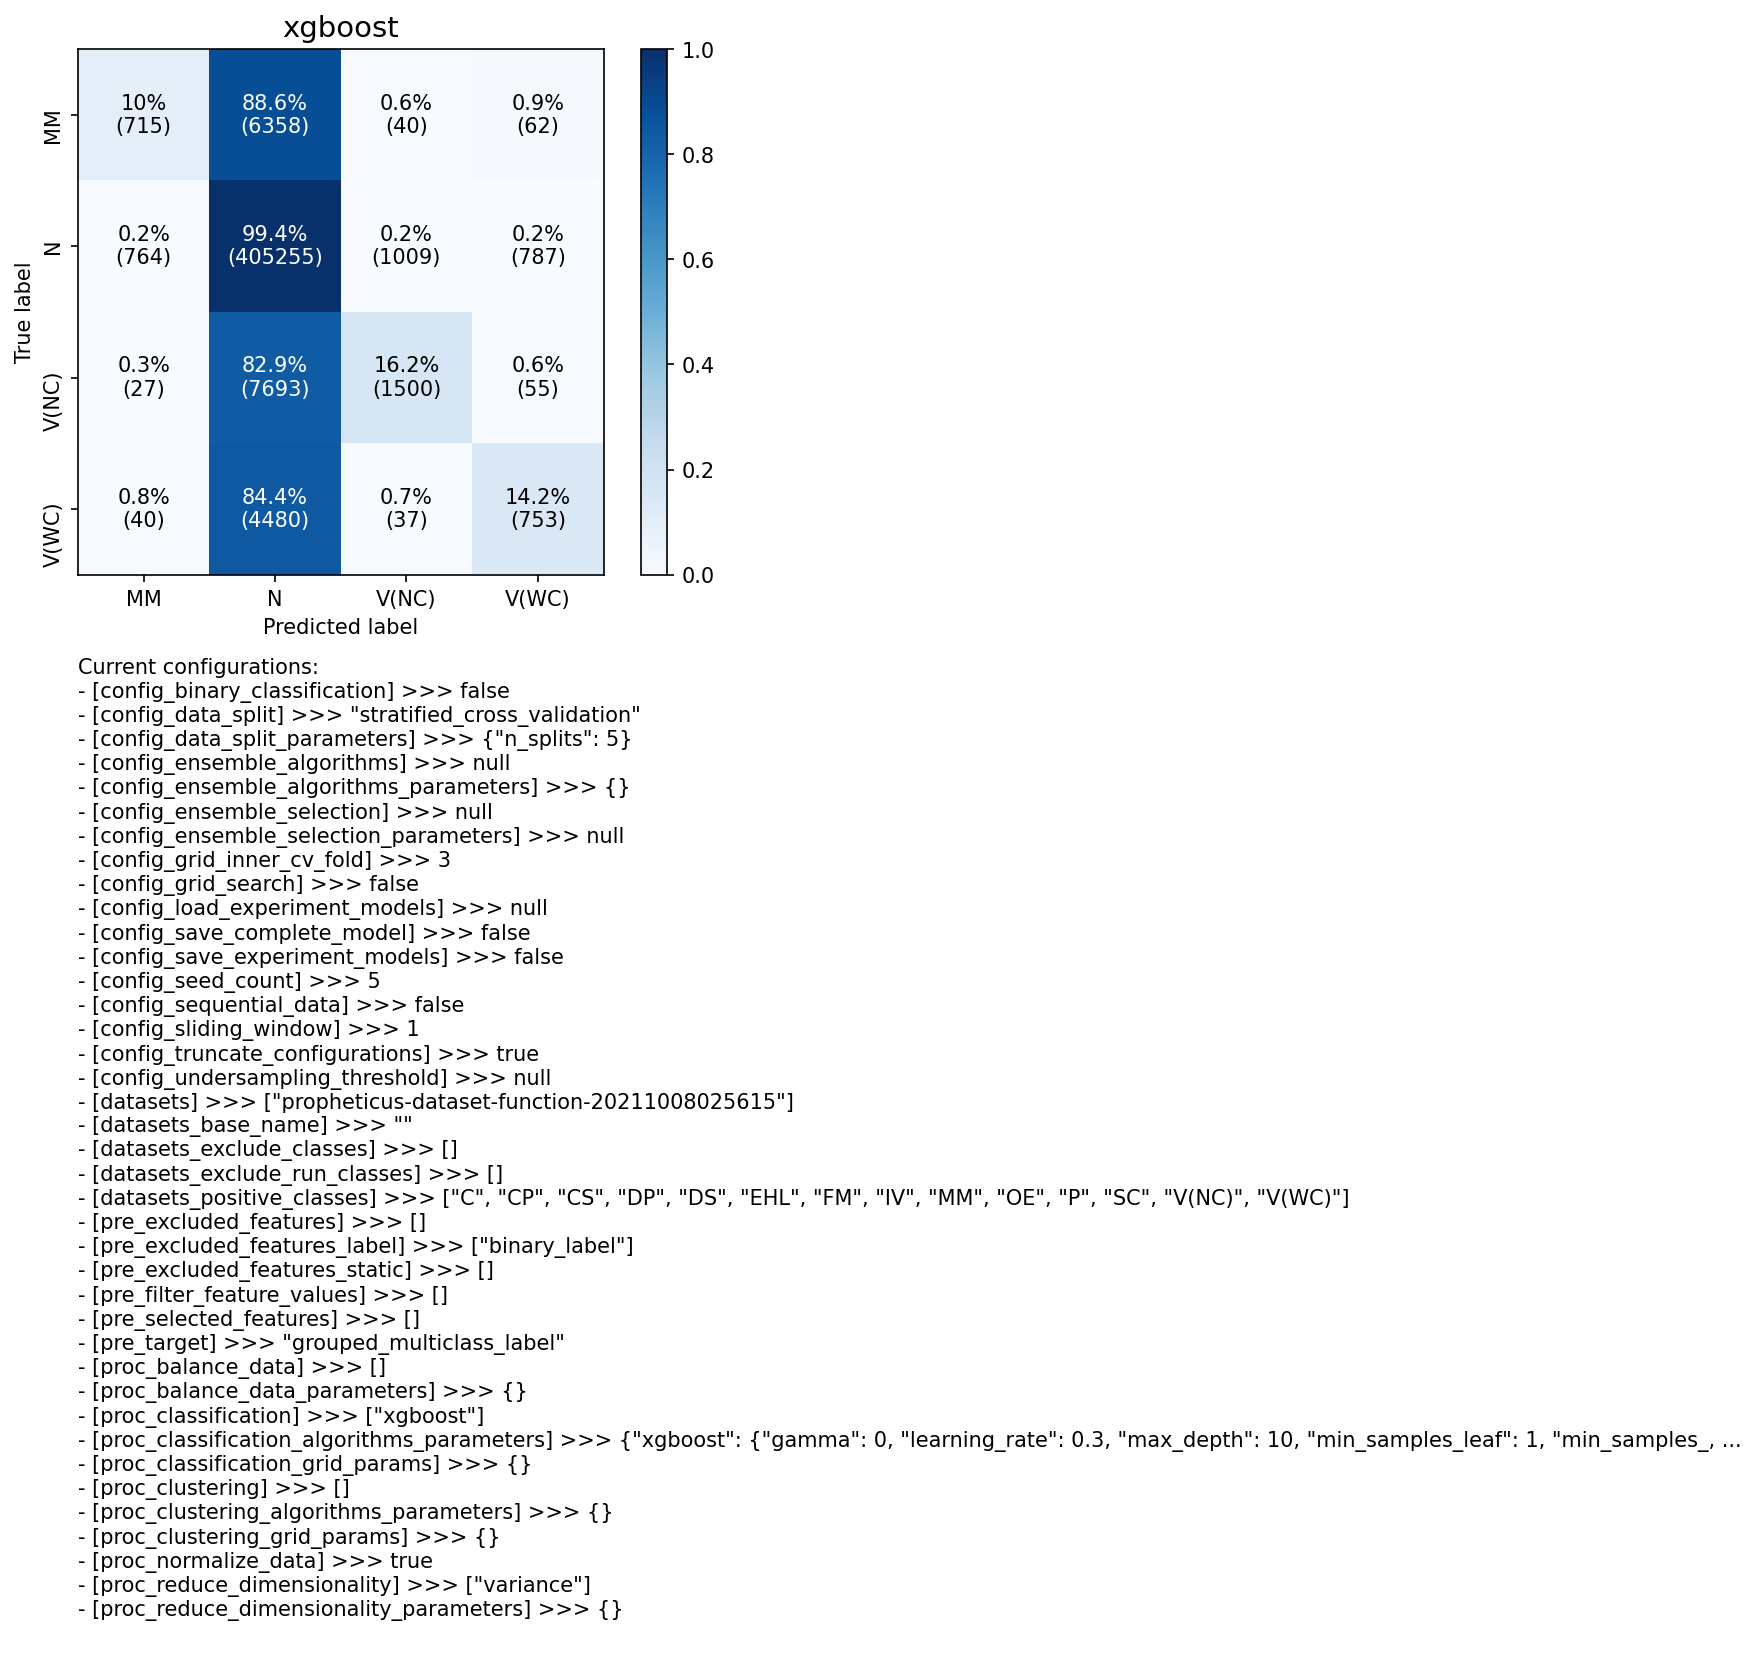 xgboost
1.0
10% 88.6% 0.6% 0.9%
(715) (6358) (40) (62)
MM
0.8
0.2% 99.4% 0.2% 0.2%
(764) (405255) (1009) (787)
N
0.6
True label
0.3% 82.9% 16.2% 0.6%
(27) (7693) (1500) (55)
V(NC)
0.4
0.2
0.8% 84.4% 0.7% 14.2%
(40) (4480) (37) (753)
V(WC)
0.0
MM N V(NC) V(WC)
Predicted label
Current configurations:
- [config_binary_classification] >>> false
- [config_data_split] >>> "stratified_cross_validation"
- [config_data_split_parameters] >>> {"n_splits": 5}
- [config_ensemble_algorithms] >>> null
- [config_ensemble_algorithms_parameters] >>> {}
- [config_ensemble_selection] >>> null
- [config_ensemble_selection_parameters] >>> null
- [config_grid_inner_cv_fold] >>> 3
- [config_grid_search] >>> false
- [config_load_experiment_models] >>> null
- [config_save_complete_model] >>> false
- [config_save_experiment_models] >>> false
- [config_seed_count] >>> 5
- [config_sequential_data] >>> false
- [config_sliding_window] >>> 1
- [config_truncate_configurations] >>> true
- [config_undersampling_threshold] >>> null
- [datasets] >>> ["propheticus-dataset-function-20211008025615"]
- [datasets_base_name] >>> ""
- [datasets_exclude_classes] >>> []
- [datasets_exclude_run_classes] >>> []
- [datasets_positive_classes] >>> ["C", "CP", "CS", "DP", "DS", "EHL", "FM", "IV", "MM", "OE", "P", "SC", "V(NC)", "V(WC)"]
- [pre_excluded_features] >>> []
- [pre_excluded_features_label] >>> ["binary_label"]
- [pre_excluded_features_static] >>> []
- [pre_filter_feature_values] >>> []
- [pre_selected_features] >>> []
- [pre_target] >>> "grouped_multiclass_label"
- [proc_balance_data] >>> []
- [proc_balance_data_parameters] >>> {}
- [proc_classification] >>> ["xgboost"]
- [proc_classification_algorithms_parameters] >>> {"xgboost": {"gamma": 0, "learning_rate": 0.3, "max_depth": 10, "min_samples_leaf": 1, "min_samples_, ...
- [proc_classification_grid_params] >>> {}
- [proc_clustering] >>> []
- [proc_clustering_algorithms_parameters] >>> {}
- [proc_clustering_grid_params] >>> {}
- [proc_normalize_data] >>> true
- [proc_reduce_dimensionality] >>> ["variance"]
- [proc_reduce_dimensionality_parameters] >>> {}